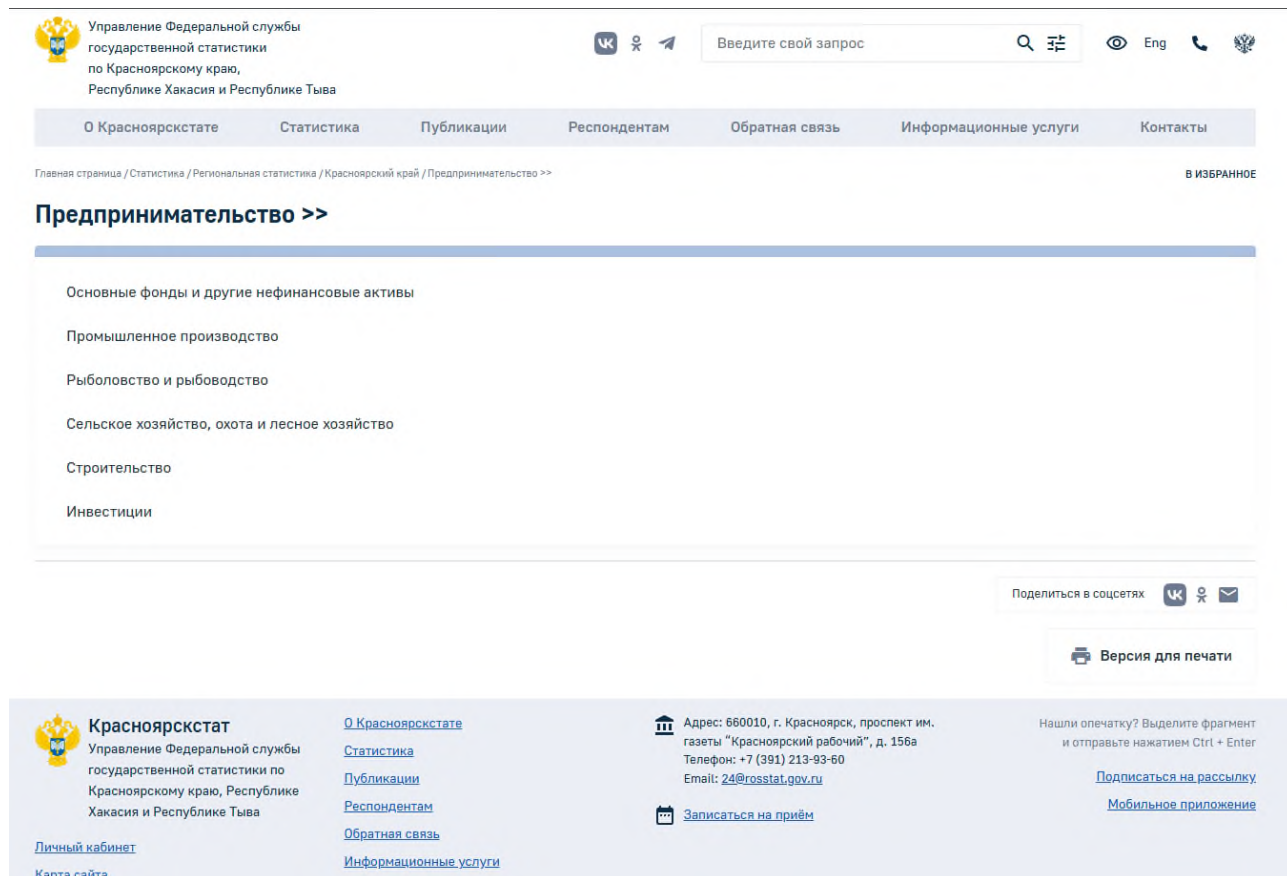 Управление Федеральной службы
государственной статистики
по Красноярскому краю,
Республике Хакасия и Республике Тыва
Введите свой запрос
Eng
О Красноярскстате Статистика Публикации Респондентам Обратная связь Информационные услуги Контакты
Главная страница / Статистика / Региональная статистика / Красноярский край / Предпринимательство >>
В ИЗБРАННОЕ
Предпринимательство >>
Основные фонды и другие нефинансовые активы
Промышленное производство
Рыболовство и рыбоводство
Сельское хозяйство, охота и лесное хозяйство
Строительство
Инвестиции
Поделиться в соцсетях
Версия для печати
Красноярскстат
Управление Федеральной службы
государственной статистики по
Красноярскому краю, Республике
Хакасия и Республике Тыва
Личный кабинет
Карта сайта
О Красноярскстате
Статистика
Публикации
Респондентам
Обратная связь
Информационные услуги
Адрес: 660010, г. Красноярск, проспект им.
газеты “Красноярский рабочий”, д. 156а
Телефон: +7 (391) 213-93-60
Email: 24@rosstat.gov.ru
Записаться на приём
Нашли опечатку? Выделите фрагмент
и отправьте нажатием Ctrl + Enter
Подписаться на рассылку
Мобильное приложение